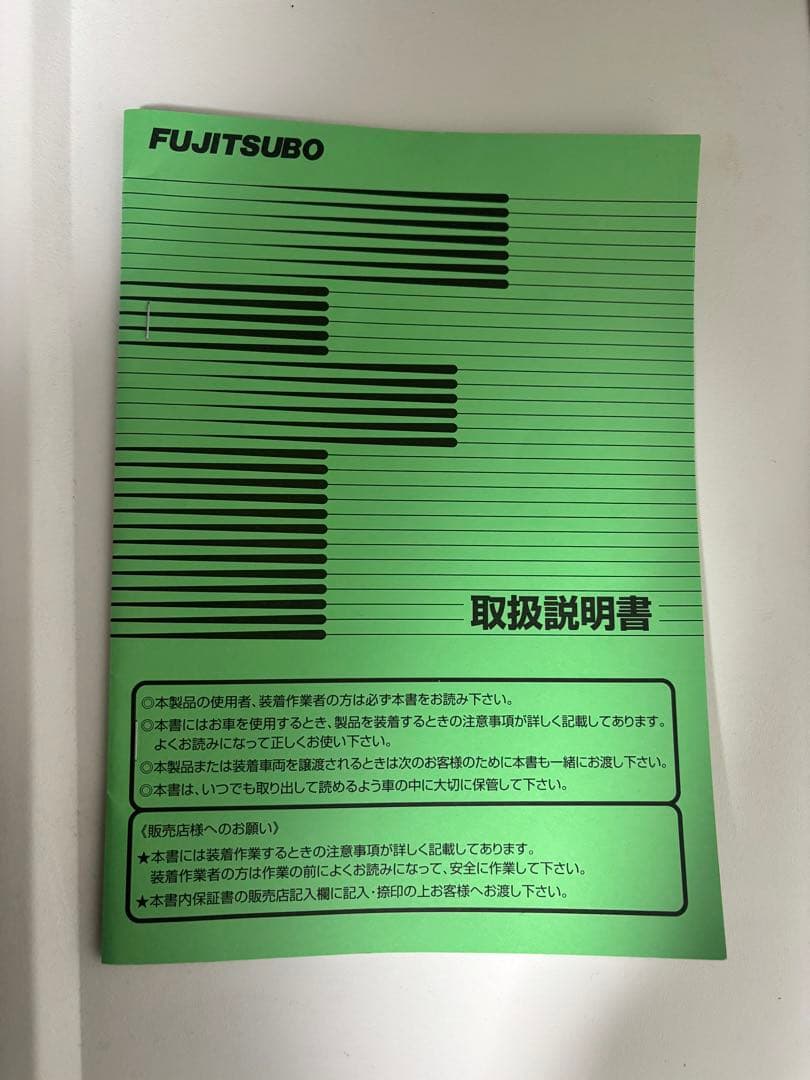 FUJITSUBO
取扱説明書
◎本製品の使用者、装着作業者の方は必ず本書をお読み下さい。
◎本書にはお車を使用するとき、製品を装着するときの注意事項が詳しく記載してあります。
よくお読みになって正しくお使い下さい。
◎本製品または装着車両を譲渡されるときは次のお客様のために本書も一緒にお渡し下さい。
◎本書は、いつでも取り出して読めるよう車の中に大切に保管して下さい。
《販売店様へのお願い》
★本書には装着作業するときの注意事項が詳しく記載してあります。
装着作業者の方は作業の前によくお読みになって、安全に作業して下さい。
★本書内保証書の販売店記入欄に記入・捺印の上お客様へお渡し下さい。